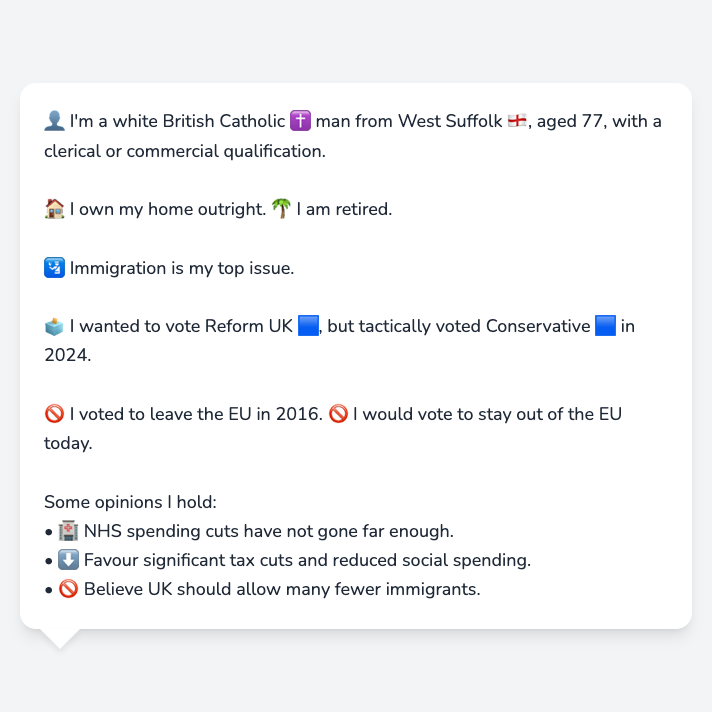 👤 I'm a white British Catholic ✝️ man from West Suffolk 🏴󠁧󠁢󠁥󠁮󠁧󠁿, aged 77, with a
clerical or commercial qualification.
🏠 I own my home outright. 🌴 I am retired.
🛂 Immigration is my top issue.
🗳️ I wanted to vote Reform UK 🟦, but tactically voted Conservative 🟦 in
2024.
🚫 I voted to leave the EU in 2016. 🚫 I would vote to stay out of the EU
today.
Some opinions I hold:
• 🏥 NHS spending cuts have not gone far enough.
• ⬇️ Favour significant tax cuts and reduced social spending.
• 🚫 Believe UK should allow many fewer immigrants.